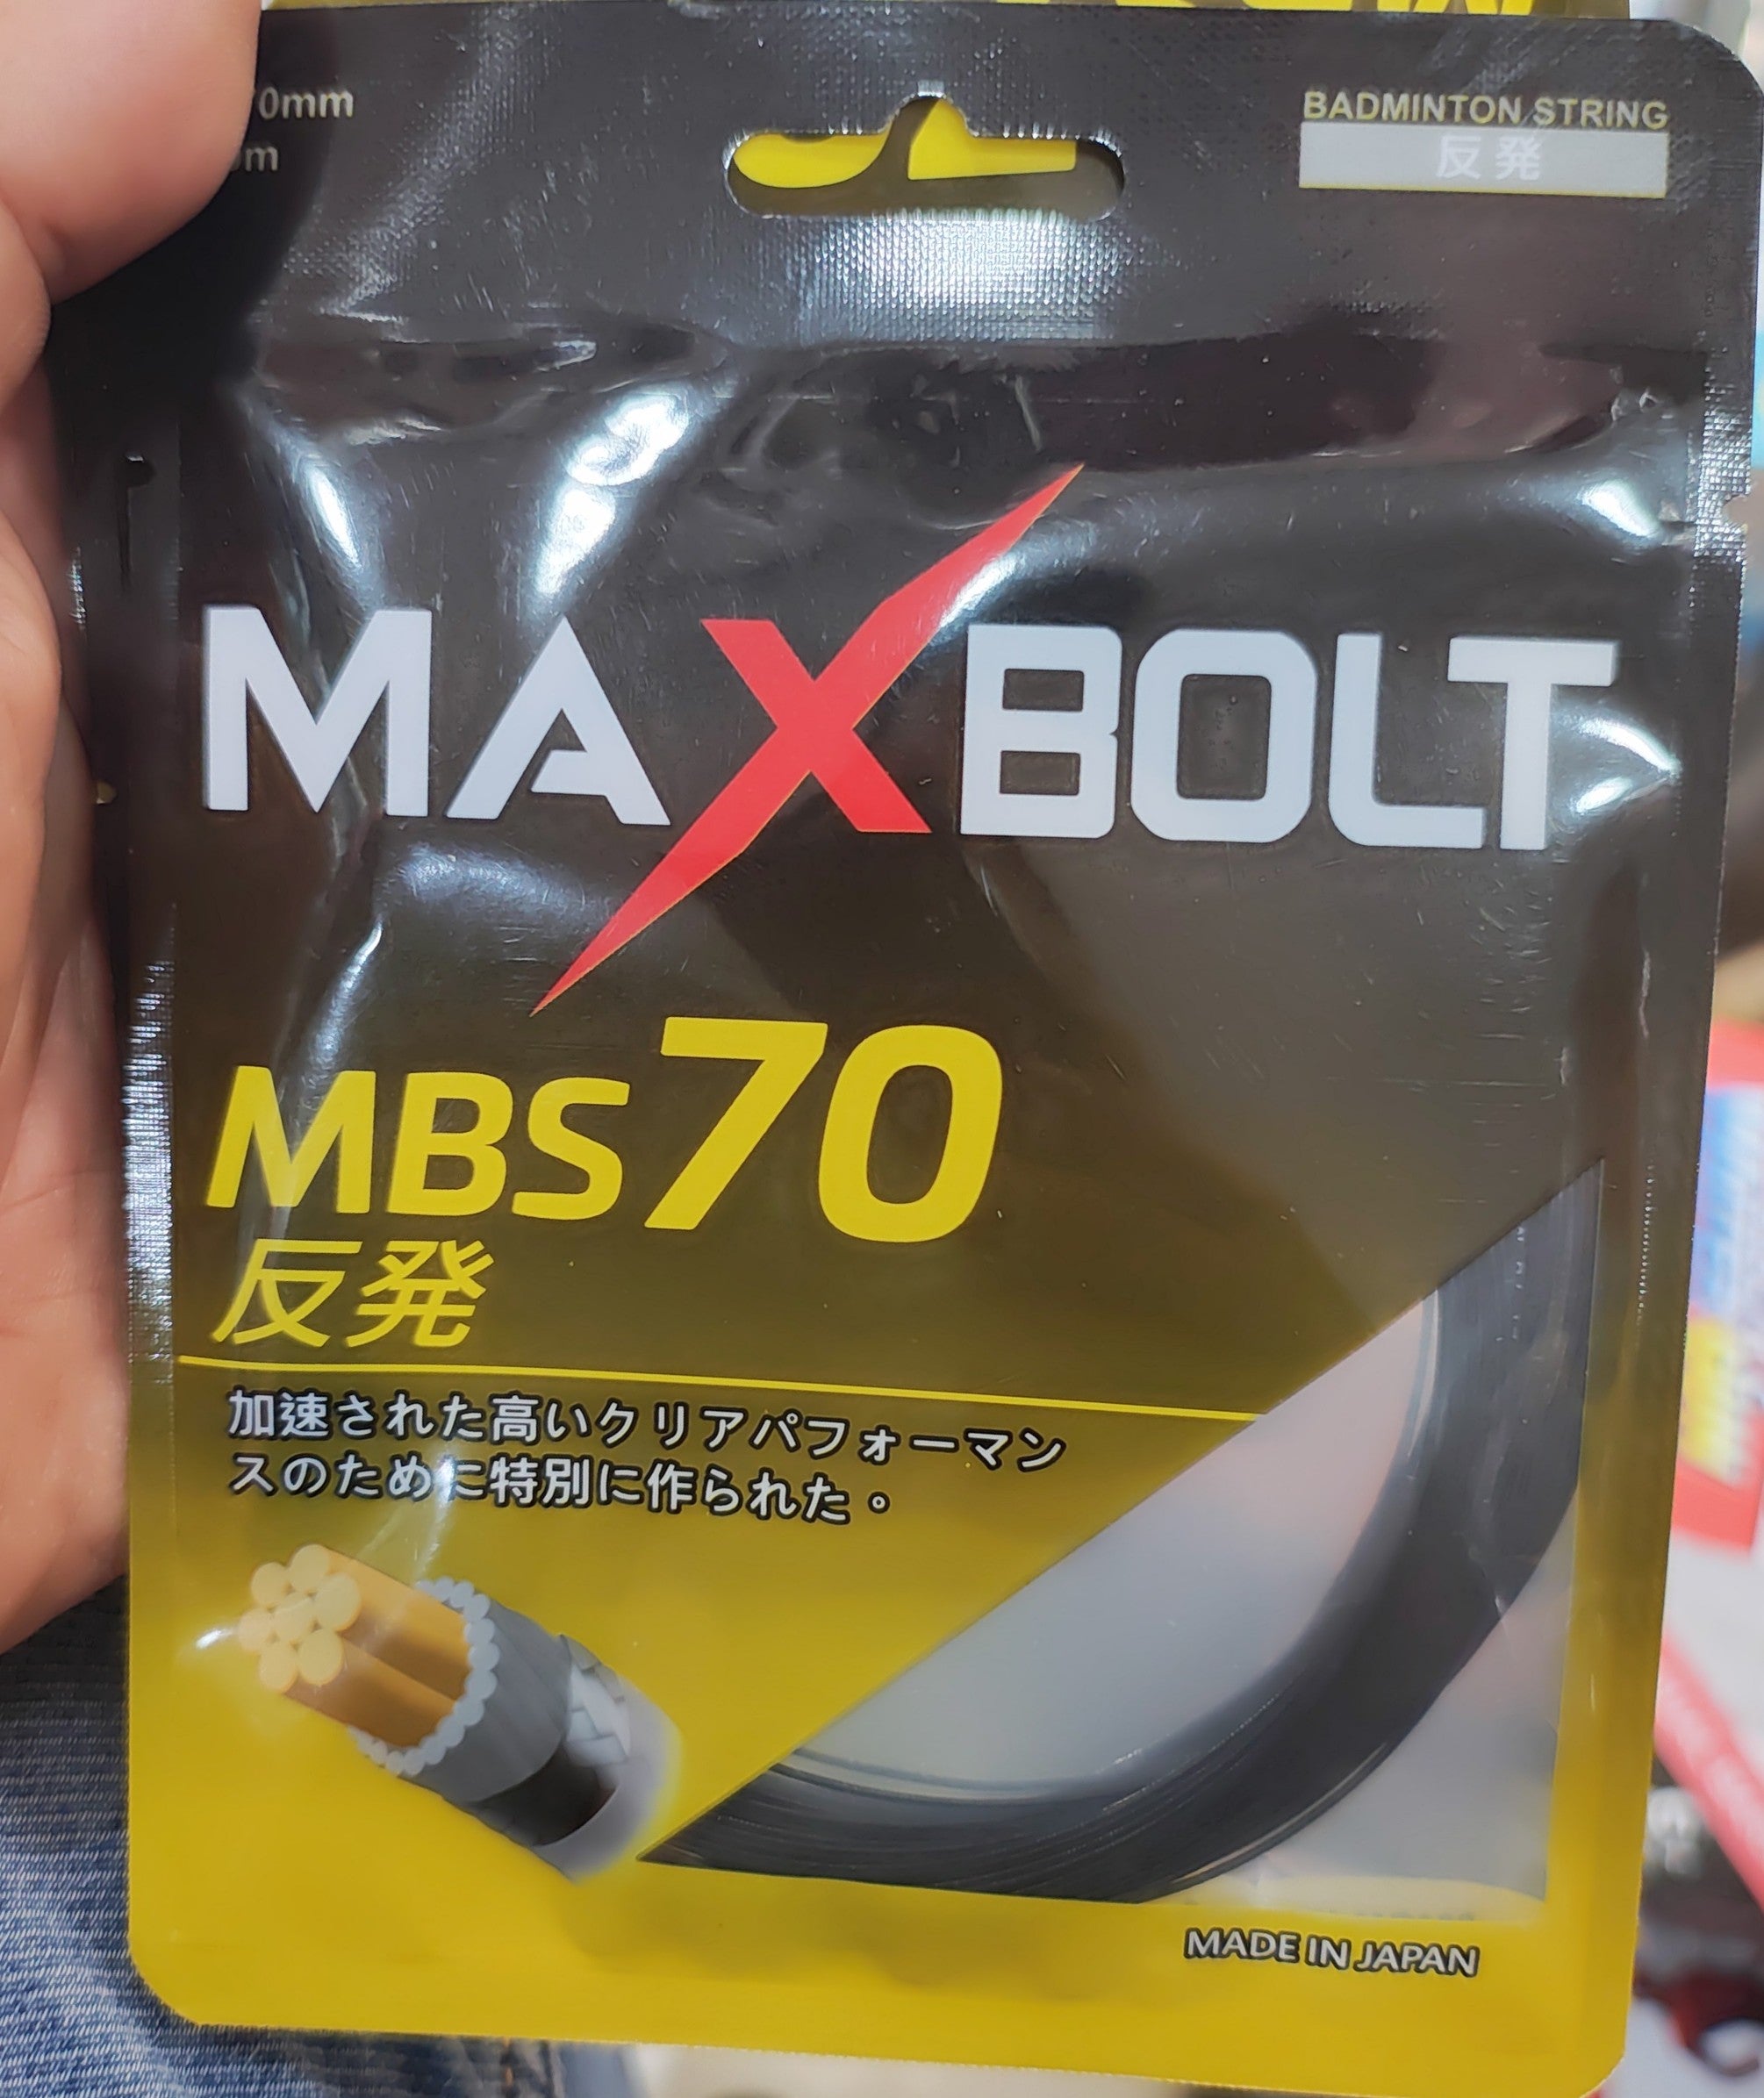 0mm
m
BADMINTON STRING
反発
MAXBOLT
MBS70
反発
加速された高いクリアパフォーマン
スのために特別に作られた。
MADE IN JAPAN